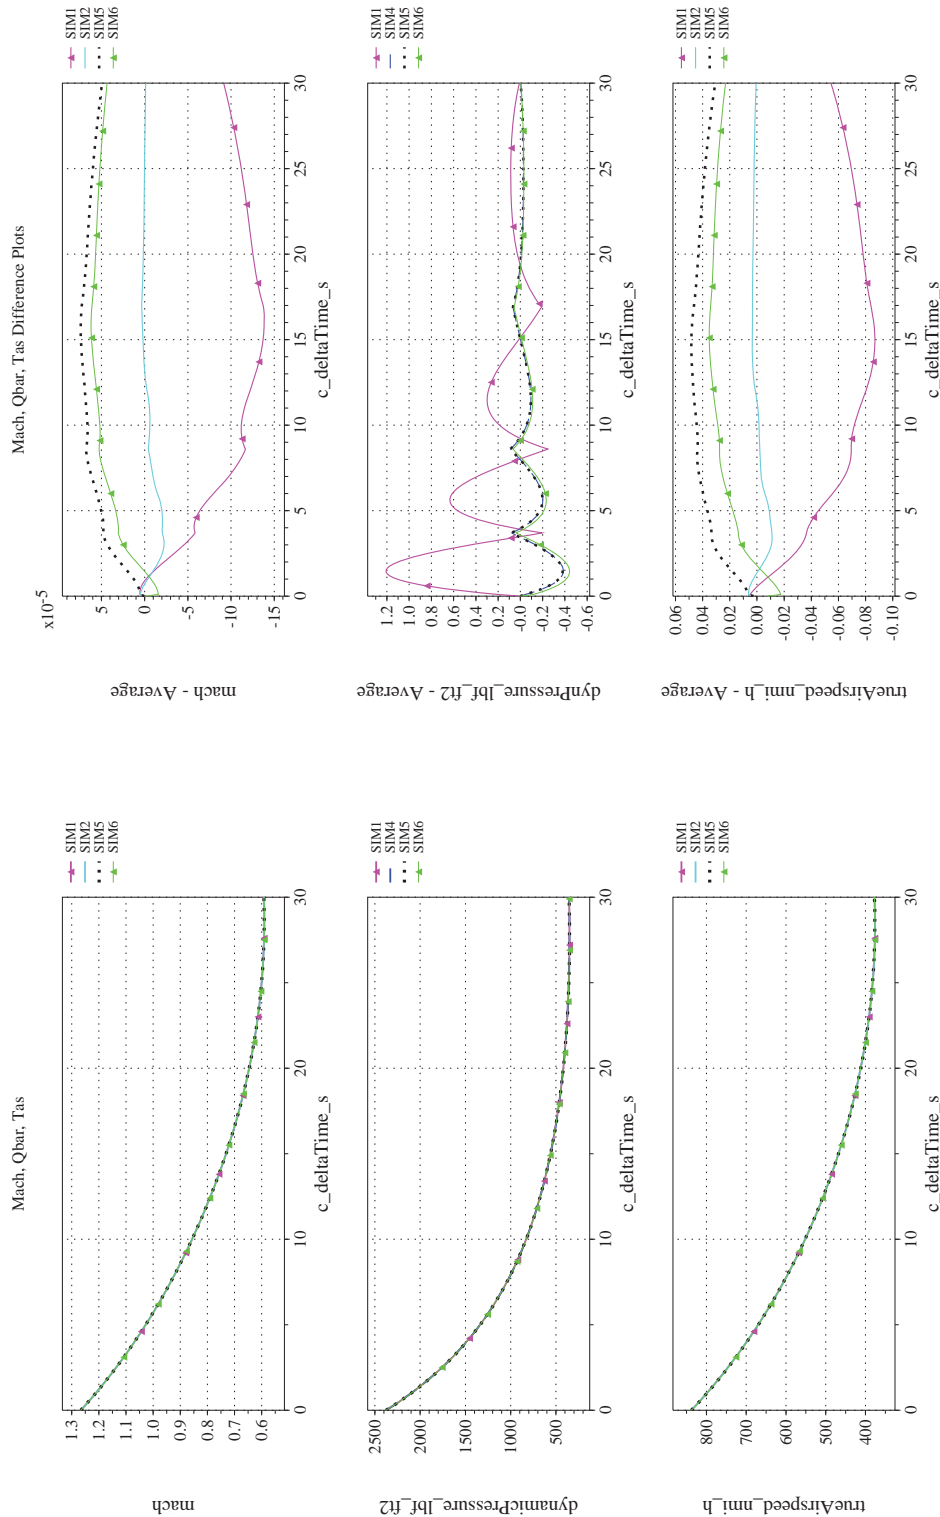 Mach, Qbar, Tas
SIM1
SIM2
SIM5
SIM6
mach
1.3
1.2
1.1
1.0
0.9
0.8
0.7
0.6
0
10
20
30
c_deltaTime_s
SIM1
SIM4
SIM5
SIM6
dynamicPressure_lbf_ft2
2500
2000
1500
1000
500
0
10
20
30
c_deltaTime_s
SIM1
SIM2
SIM5
SIM6
trueAirspeed_nmi_h
800
700
600
500
400
0
10
20
30
c_deltaTime_s
Mach, Qbar, Tas Difference Plots
x10-5
SIM1
SIM2
SIM5
SIM6
mach - Average
5
0
-5
-10
-15
0
5
10
15
20
25
30
c_deltaTime_s
SIM1
SIM4
SIM5
SIM6
dynPressure_lbf_ft2 - Average
1.2
1.0
0.8
0.6
0.4
0.2
-0.0
-0.2
-0.4
-0.6
0
5
10
15
20
25
30
c_deltaTime_s
SIM1
SIM2
SIM5
SIM6
trueAirspeed_nmi_h - Average
0.06
0.04
0.02
0.00
-0.02
-0.04
-0.06
-0.08
-0.10
0
5
10
15
20
25
30
c_deltaTime_s